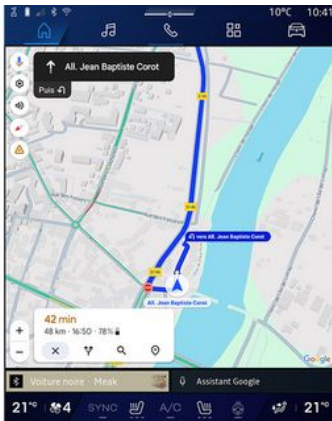 10°C 10:41
All. Jean Baptiste Corot
Puis
vers All. Jean Baptiste Corot
All. Jean Baptiste Corot
42 min
48 km · 16:50 · 78%
Google
Voiture noire · Meak
Assistant Google
21°C 4 SYNC A/C 21°C